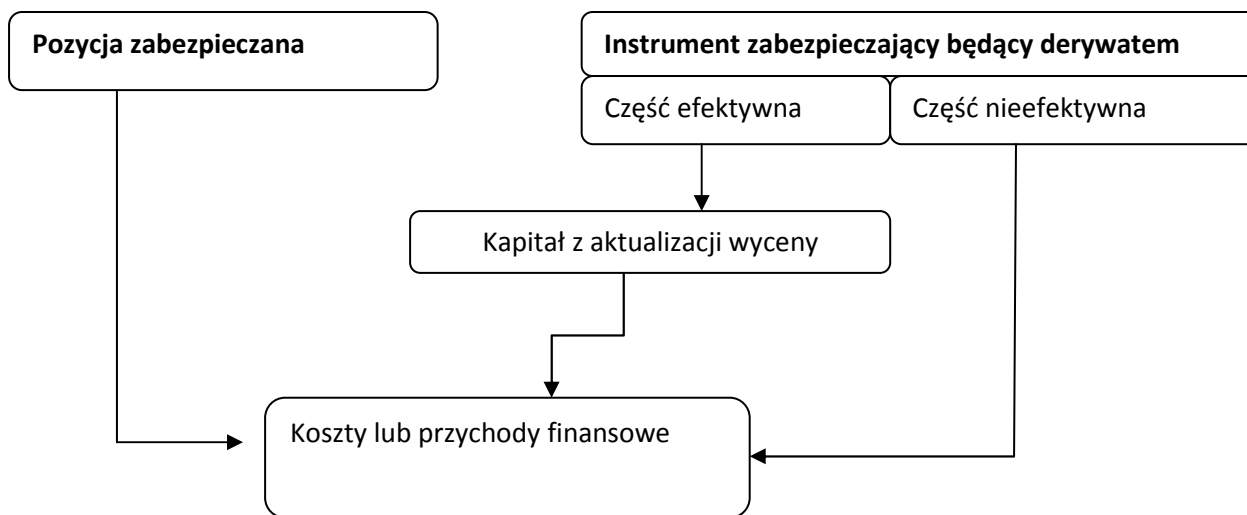 Pozycja zabezpieczana
Instrument zabezpieczający będący derywatem
Część efektywna
Część nieefektywna
Kapitał z aktualizacji wyceny
Koszty lub przychody finansowe